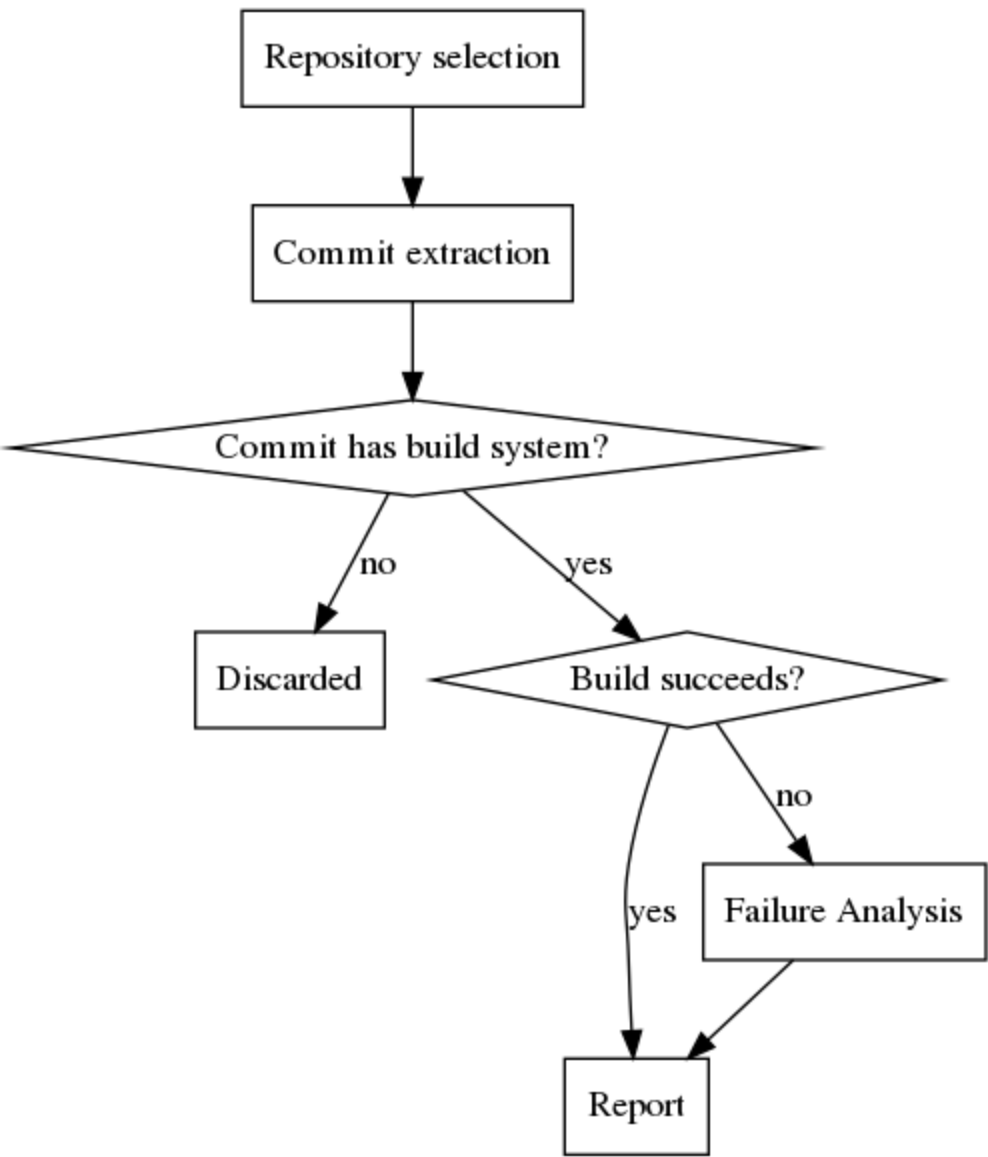 Repository selection
Commit extraction
Commit has build system?
no
yes
Discarded
Build succeeds?
no
yes
Failure Analysis
Report